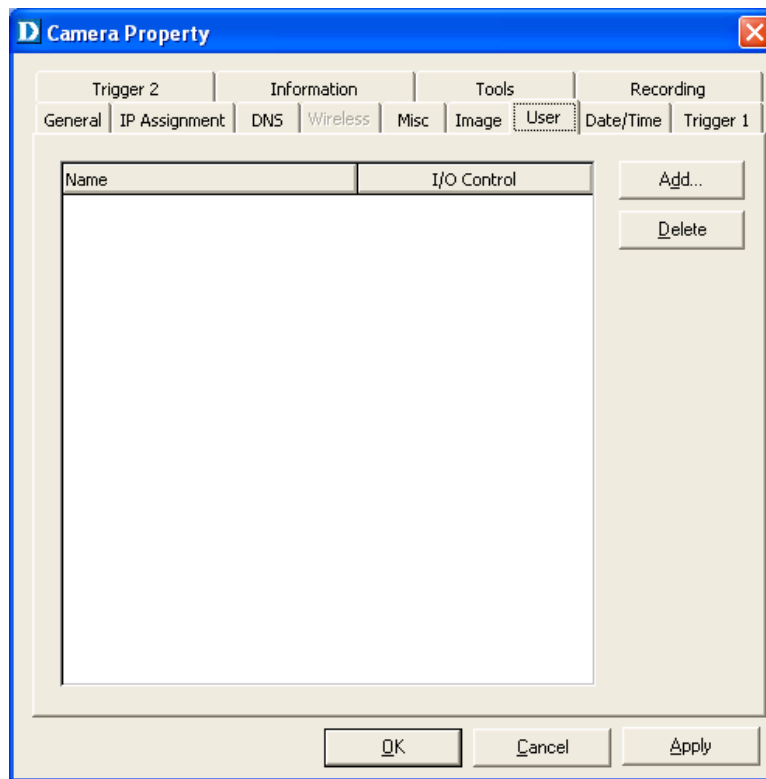 D Camera Property
Trigger 2 Information Tools Recording
General IP Assignment DNS Wireless Misc Image User Date/Time Trigger 1
Name I/O Control
Add...
Delete
OK Cancel Apply